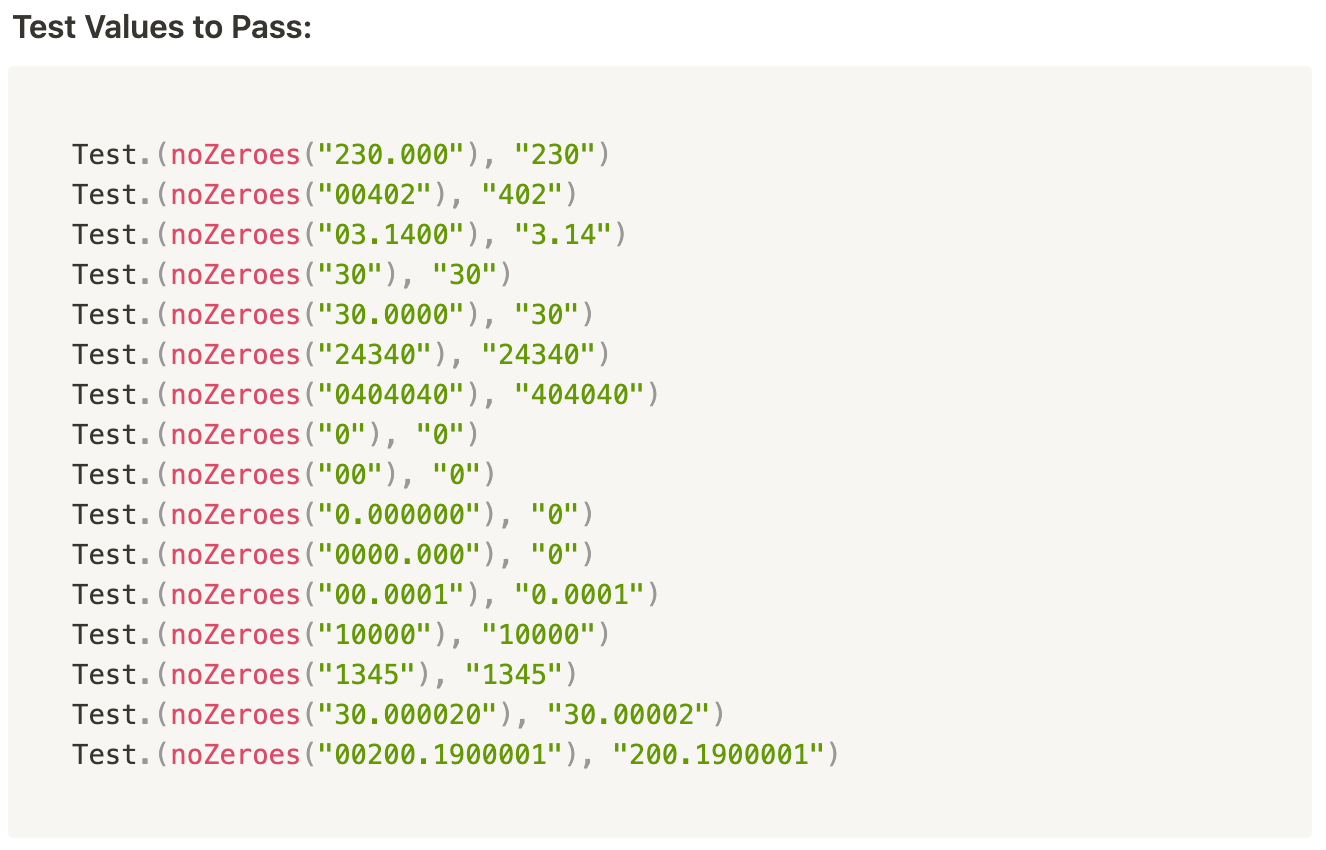 Test Values to Pass:
Test.(noZeroes("230.000"), "230")
Test.(noZeroes("00402"), "402")
Test.(noZeroes("03.1400"), "3.14")
Test.(noZeroes("30"), "30")
Test.(noZeroes("30.0000"), "30")
Test.(noZeroes("24340"), "24340")
Test.(noZeroes("0404040"), "404040")
Test.(noZeroes("0"), "0")
Test.(noZeroes("00"), "0")
Test.(noZeroes("0.000000"), "0")
Test.(noZeroes("0000.000"), "0")
Test.(noZeroes("00.0001"), "0.0001")
Test.(noZeroes("10000"), "10000")
Test.(noZeroes("1345"), "1345")
Test.(noZeroes("30.000020"), "30.00002")
Test.(noZeroes("00200.1900001"), "200.1900001")